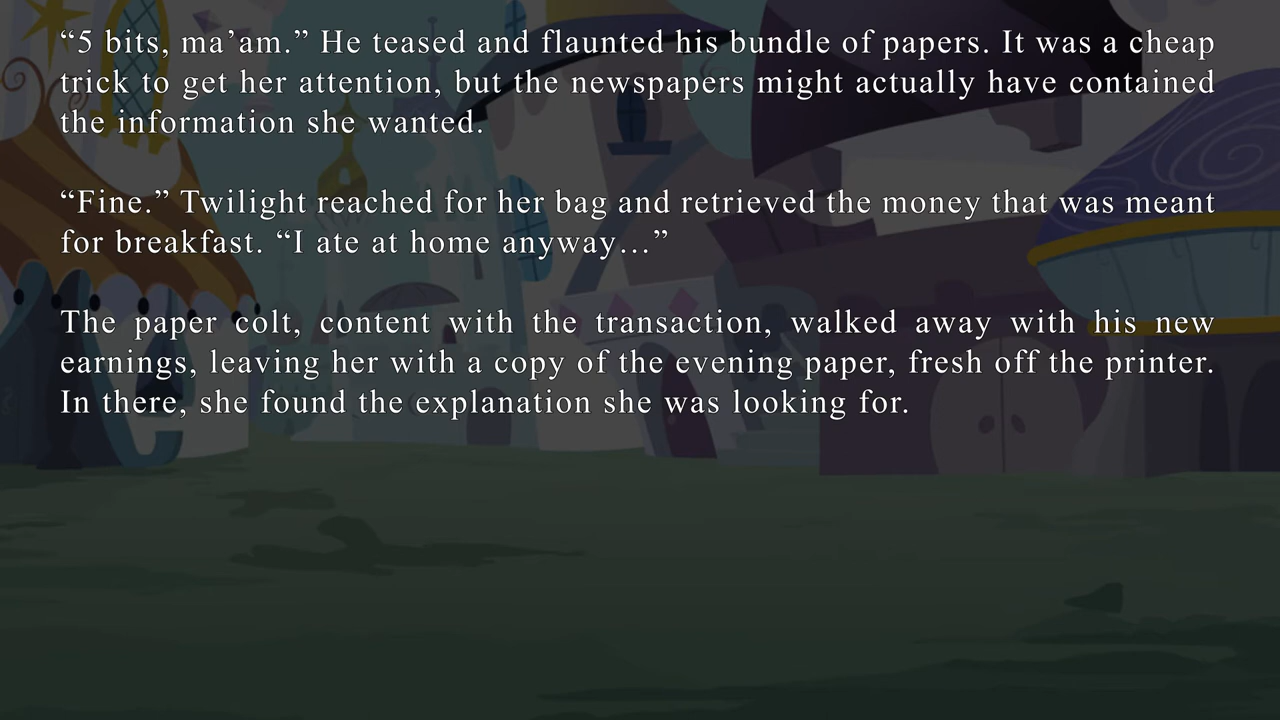 “5 bits, ma’am.” He teased and flaunted his bundle of papers. It was a cheap
trick to get her attention, but the newspapers might actually have contained
the information she wanted.
“Fine.” Twilight reached for her bag and retrieved the money that was meant
for breakfast. “I ate at home anyway…”
The paper colt, content with the transaction, walked away with his new
earnings, leaving her with a copy of the evening paper, fresh off the printer.
In there, she found the explanation she was looking for.